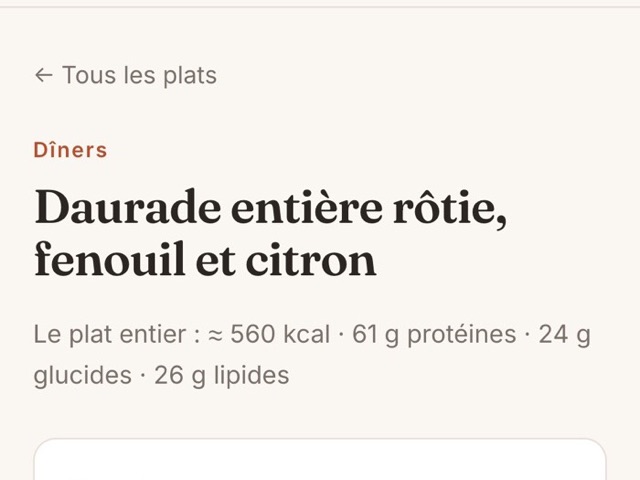 ← Tous les plats
Dîners
Daurade entière rôtie,
fenouil et citron
Le plat entier : ≈ 560 kcal · 61 g protéines · 24 g
glucides · 26 g lipides